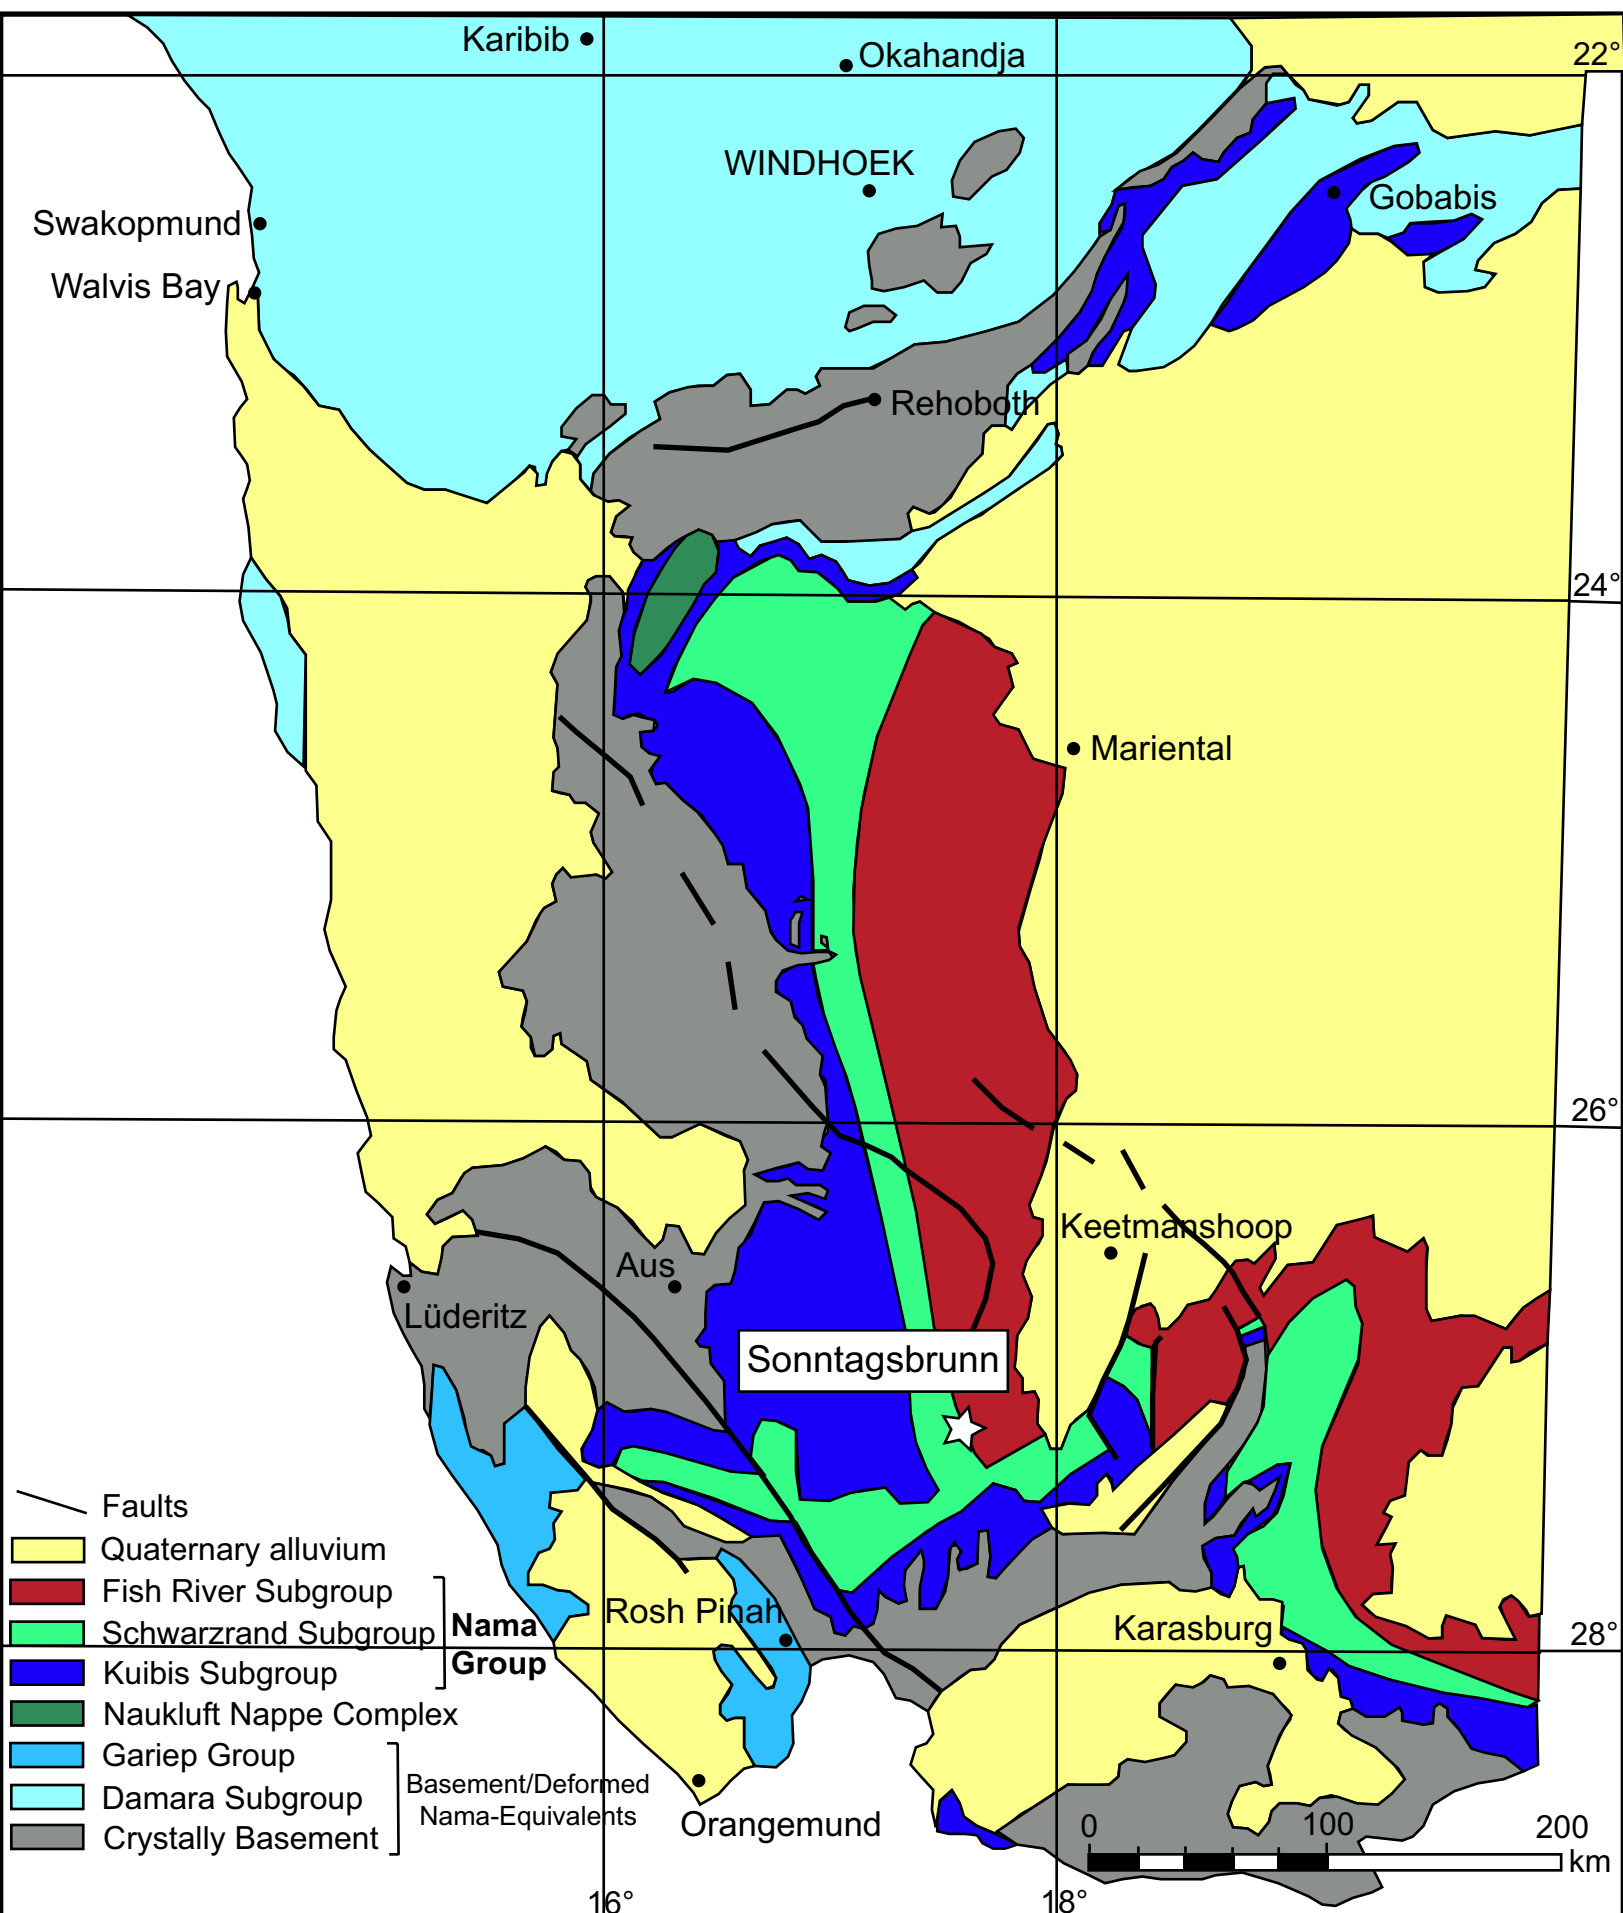 Karibib
Okahandja
22°
WINDHOEK
Gobabis
Swakopmund
Walvis Bay
Rehoboth
24°
Mariental
26°
Keetmanshoop
Aus
Lüderitz
Sonntagsbrunn
Faults
Quaternary alluvium
Fish River Subgroup
Schwarzrand Subgroup
Kuibis Subgroup
Nama
Group
Naukluft Nappe Complex
Gariep Group
Damara Subgroup
Crystally Basement
Basement/Deformed
Nama-Equivalents
Rosh Pinah
Karasburg
28°
Orangemund
0 100 200
km
16° 18°